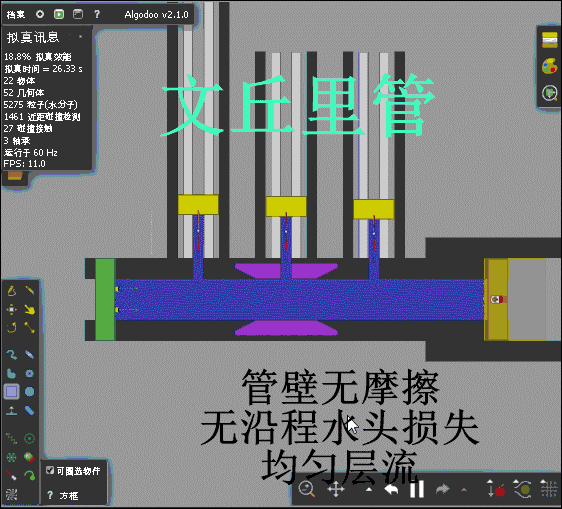 档案
Algodoo v2.1.0
拟真讯息
18.8% 拟真效能
拟真时间 = 26.33 s
22 物体
52 几何体
5275 粒子(水分子)
1461 近距碰撞检测
27 碰撞接触
3 轴承
运行于 60 Hz
FPS: 11.0
文丘里管
管壁无摩擦
无沿程水头损失
均匀层流
可圈选物件
方框